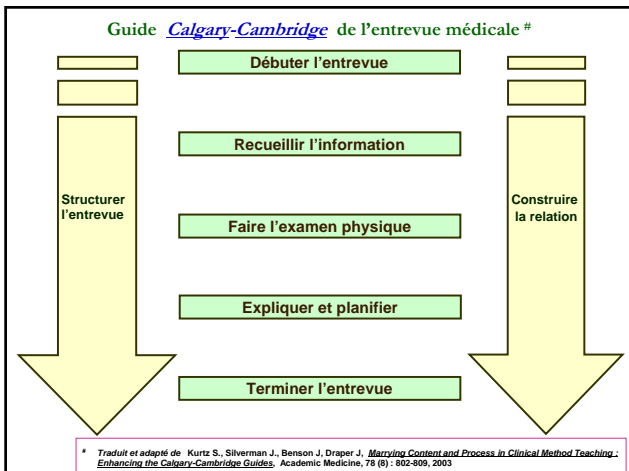 Guide Calgary-Cambridge de l'entrevue médicale #
Débuter l'entrevue
Recueillir l'information
Structurer
l'entrevue
Construire
la relation
Faire l'examen physique
Expliquer et planifier
Terminer l'entrevue
# Traduit et adapté de Kurtz S., Silverman J., Benson J, Draper J, Marrying Content and Process in Clinical Method Teaching :
Enhancing the Calgary-Cambridge Guides, Academic Medicine, 78 (8) : 802-809, 2003